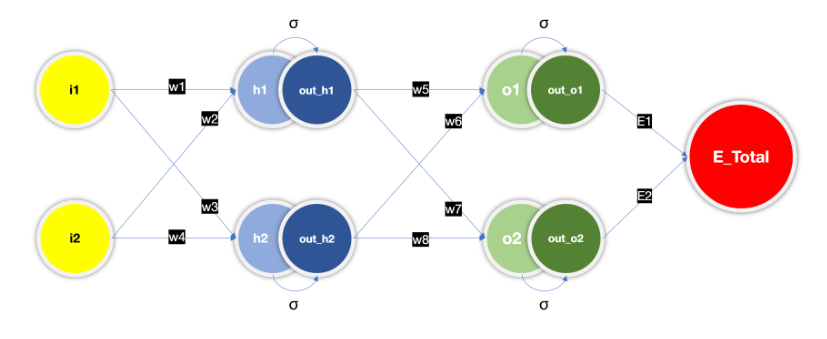 σ
σ
i1
w1
h1
out_h1
w5
o1
out_o1
w2
w6
E1
E_Total
w3
w7
E2
i2
w4
h2
out_h2
w8
o2
out_o2
σ
σ